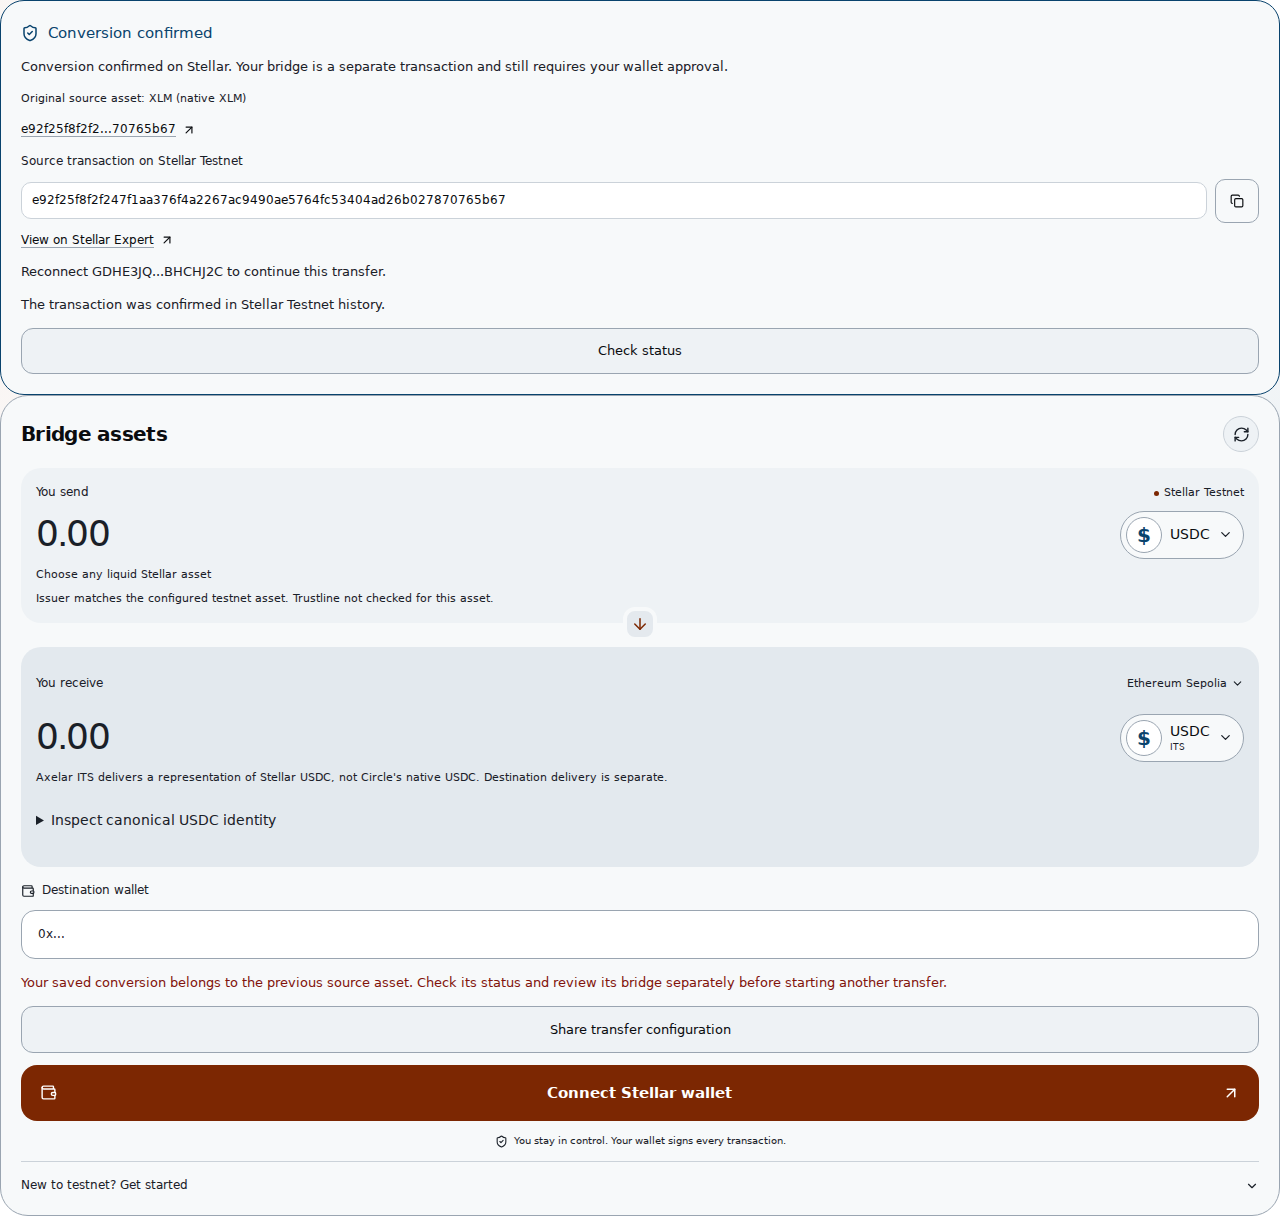 Conversion confirmed
Conversion confirmed on Stellar. Your bridge is a separate transaction and still requires your wallet approval.
Original source asset: XLM (native XLM)
e92f25f8f2f2...70765b67
Source transaction on Stellar Testnet
e92f25f8f2f247f1aa376f4a2267ac9490ae5764fc53404ad26b027870765b67
View on Stellar Expert
Reconnect GDHE3JQ...BHCHJ2C to continue this transfer.
The transaction was confirmed in Stellar Testnet history.
Check status
Bridge assets
You send
Stellar Testnet
0.00
$ USDC
Choose any liquid Stellar asset
Issuer matches the configured testnet asset. Trustline not checked for this asset.
You receive
Ethereum Sepolia
0.00
$ USDC
ITS
Axelar ITS delivers a representation of Stellar USDC, not Circle's native USDC. Destination delivery is separate.
Inspect canonical USDC identity
Destination wallet
0x...
Your saved conversion belongs to the previous source asset. Check its status and review its bridge separately before starting another transfer.
Share transfer configuration
Connect Stellar wallet
You stay in control. Your wallet signs every transaction.
New to testnet? Get started